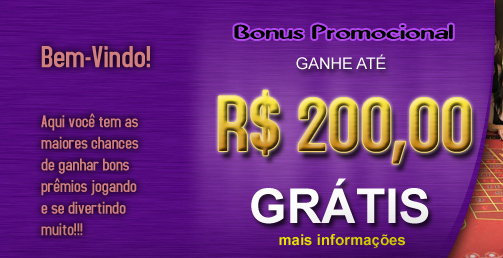 Bem-Vindo!
Aqui você tem as
maiores chances
de ganhar bons
prêmios jogando
e se divertindo
muito!!!
Bonus Promocional
GANHE ATÉ
R$ 200,00
GRÁTIS
mais informações